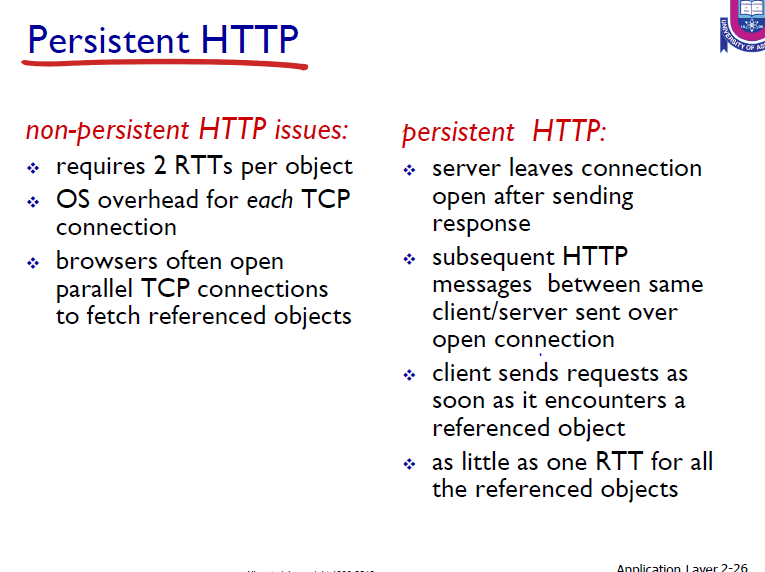 Persistent HTTP
UNIVERSITY OF
non-persistent HTTP issues:
requires 2 RTTs per object
OS overhead for each TCP
connection
browsers often open
parallel TCP connections
to fetch referenced objects
persistent HTTP:
server leaves connection
open after sending
response
subsequent HTTP
messages between same
client/server sent over
open connection
client sends requests as
soon as it encounters a
referenced object
as little as one RTT for all
the referenced objects
Application Layer 2-26